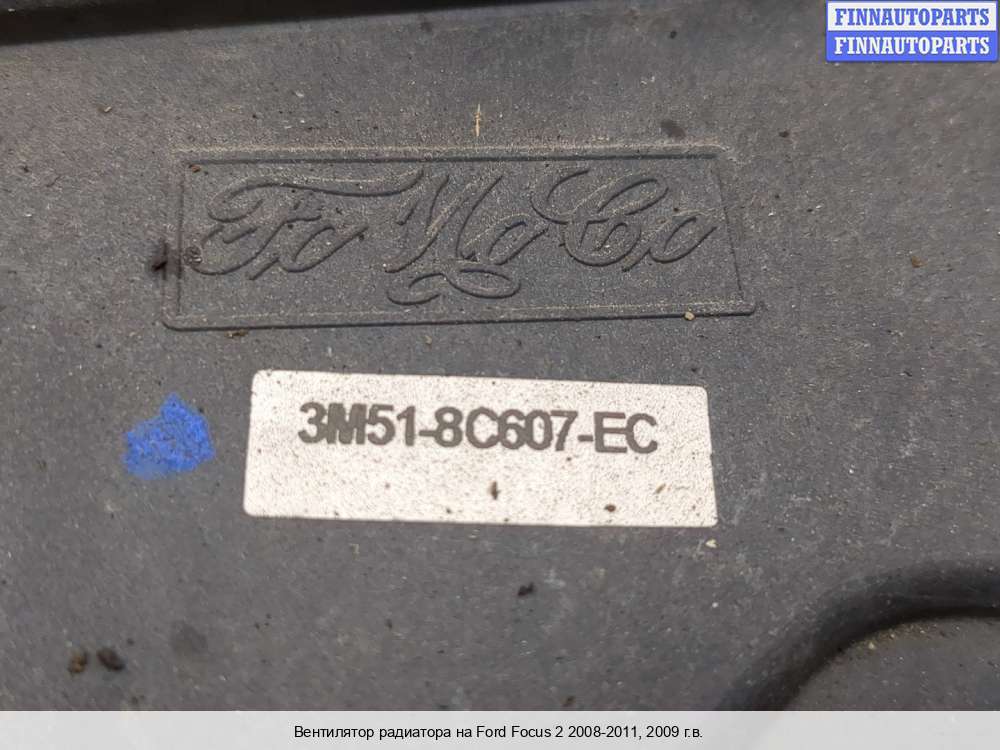 FINNAUTOPARTS
FINNAUTOPARTS
FoMoCo
3M51-8C607-EC
Вентилятор радиатора на Ford Focus 2 2008-2011, 2009 г.в.